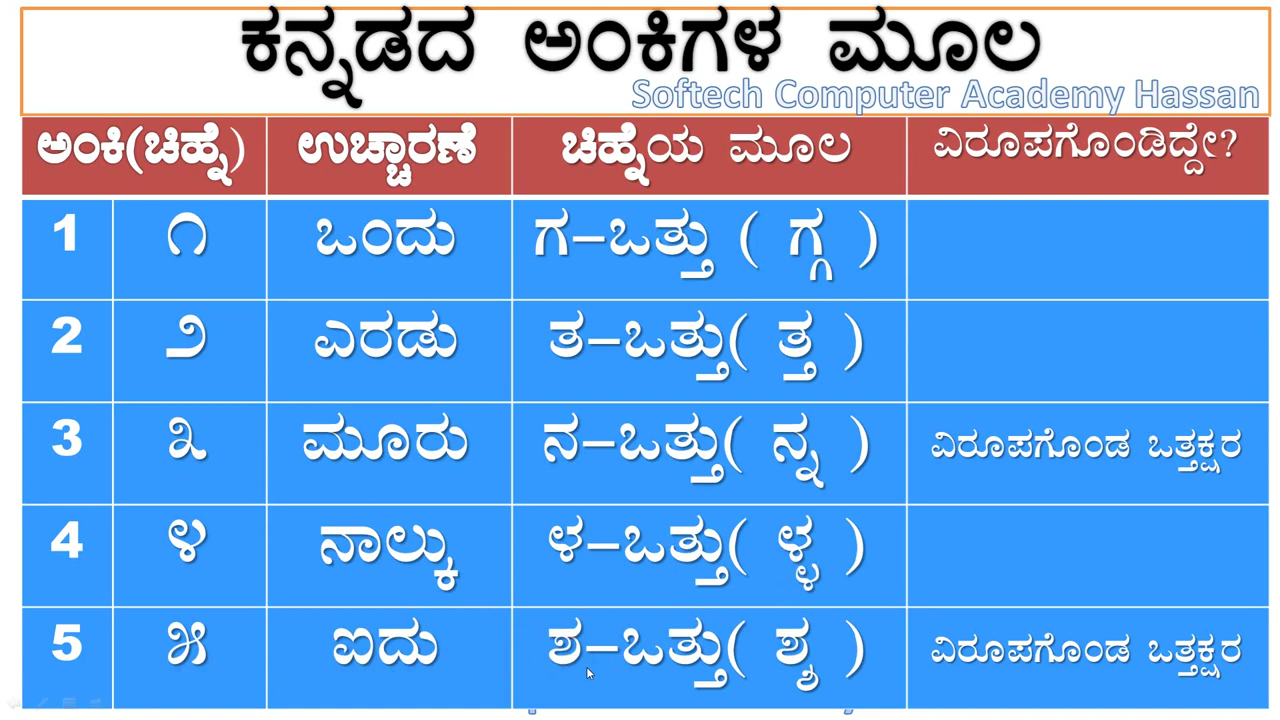 ಕನ್ನಡದ ಅಂಕಿಗಳ ಮೂಲ
Softech Computer Academy Hassan
ಅಂಕಿ(ಚಿಹ್ನೆ) ಉಚ್ಚಾರಣೆ ಚಿಹ್ನೆಯ ಮೂಲ ವಿರೂಪಗೊಂಡಿದ್ದೇ?
1 ೧ ಒಂದು ಗ–ಒತ್ತು ( ಗ್ಗ )
2 ೨ ಎರಡು ತ–ಒತ್ತು( ತ್ತ )
3 ೩ ಮೂರು ನ–ಒತ್ತು( ನ್ನ ) ವಿರೂಪಗೊಂಡ ಒತ್ತಕ್ಷರ
4 ೪ ನಾಲ್ಕು ಳ–ಒತ್ತು( ಳ್ಳ )
5 ೫ ಐದು ಶ–ಒತ್ತು( ಶ್ಶ ) ವಿರೂಪಗೊಂಡ ಒತ್ತಕ್ಷರ